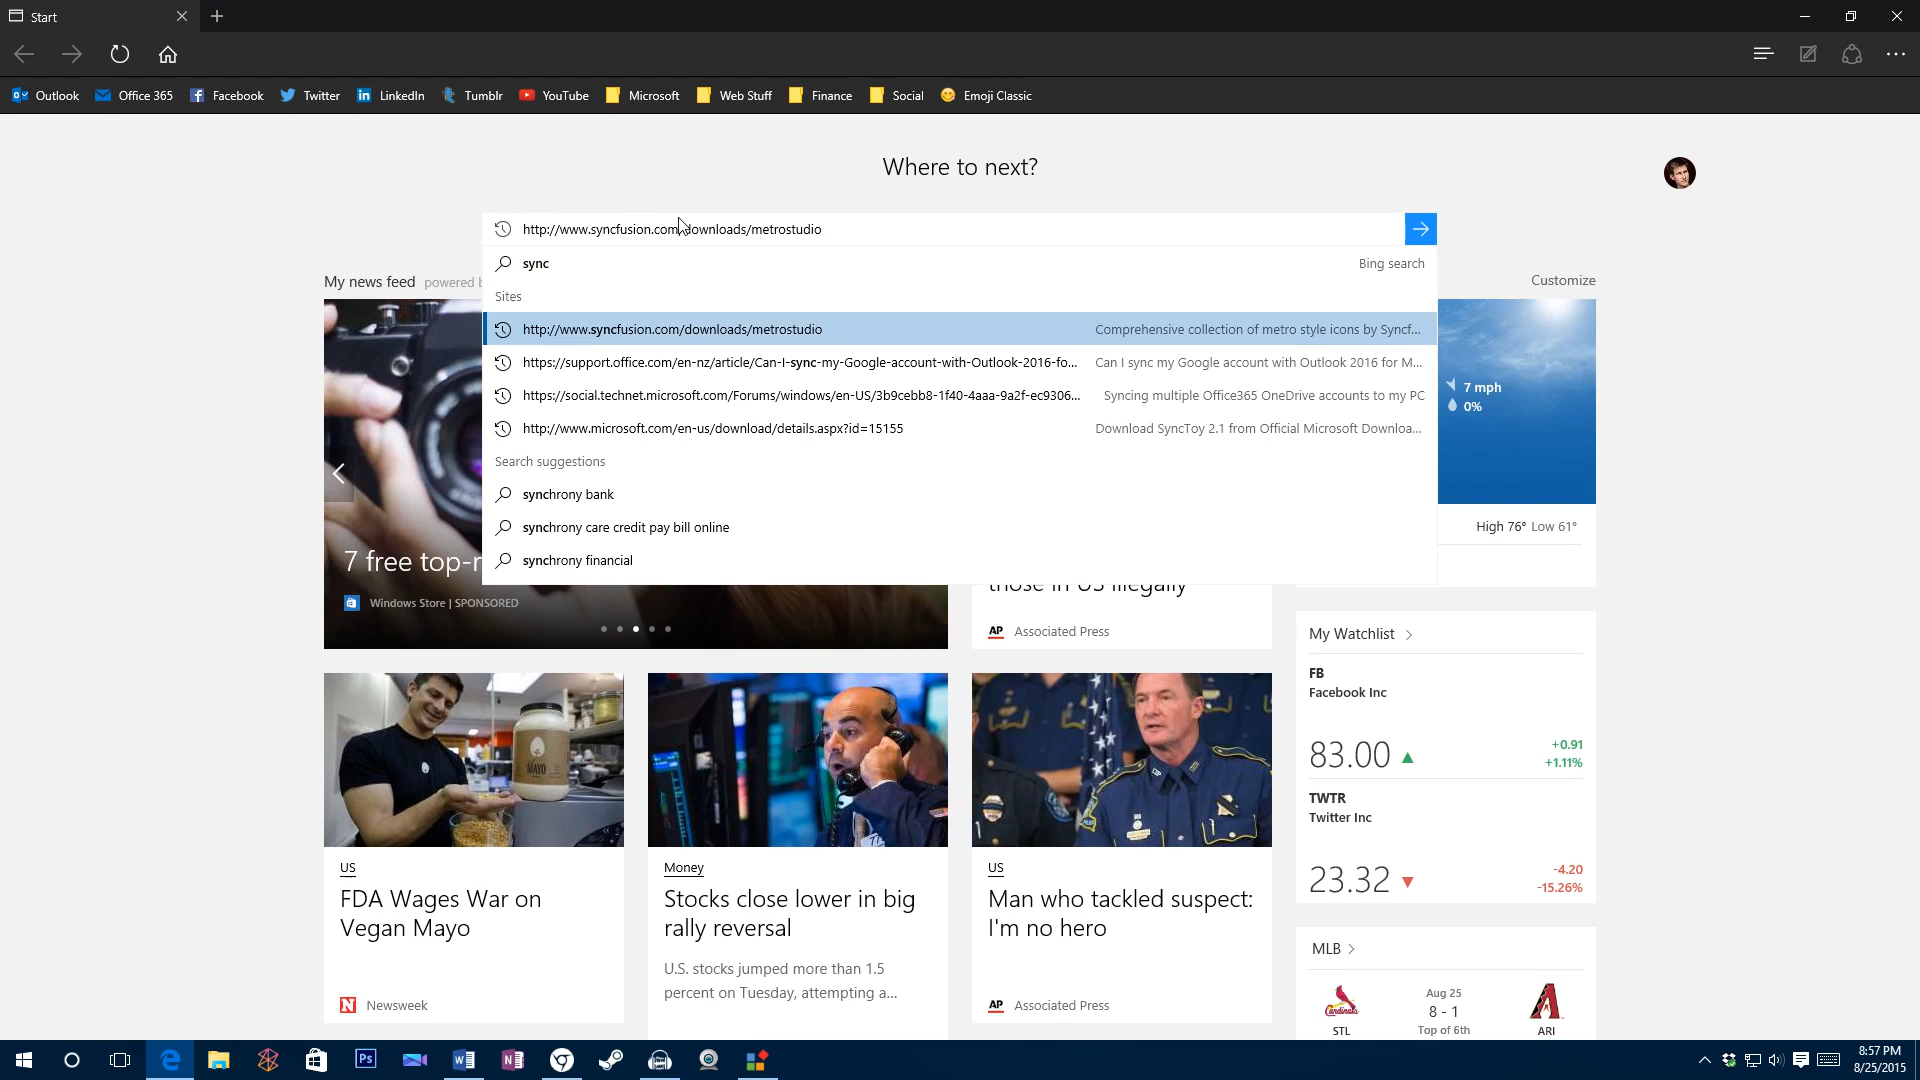 Start
Outlook
Office 365
Facebook
Twitter
LinkedIn
Tumblr
YouTube
Microsoft
Web Stuff
Finance
Social
Emoji Classic
Where to next?
http://www.syncfusion.com/downloads/metrostudio
sync
Bing search
Sites
http://www.syncfusion.com/downloads/metrostudio
Comprehensive collection of metro style icons by Syncf...
https://support.office.com/en-nz/article/Can-I-sync-my-Google-account-with-Outlook-2016-fo...
Can I sync my Google account with Outlook 2016 for M...
https://social.technet.microsoft.com/Forums/windows/en-US/3b9cebb8-1f40-4aaa-9a2f-ec9306...
Syncing multiple Office365 OneDrive accounts to my PC
http://www.microsoft.com/en-us/download/details.aspx?id=15155
Download SyncToy 2.1 from Official Microsoft Downloa...
Search suggestions
synchrony bank
synchrony care credit pay bill online
synchrony financial
My news feed
powered
Customize
7 free top-r
Windows Store | SPONSORED
those in US illegally
AP Associated Press
7 mph
0%
High 76° Low 61°
My Watchlist
FB
Facebook Inc
83.00
+0.91
+1.11%
TWTR
Twitter Inc
23.32
-4.20
-15.26%
MAYO
US
FDA Wages War on
Vegan Mayo
N Newsweek
Money
Stocks close lower in big
rally reversal
U.S. stocks jumped more than 1.5
percent on Tuesday, attempting a...
US
Man who tackled suspect:
I'm no hero
AP Associated Press
MLB
Cardinals
STL
Aug 25
8 - 1
Top of 6th
A
ARI
Ps
8:57 PM
8/25/2015